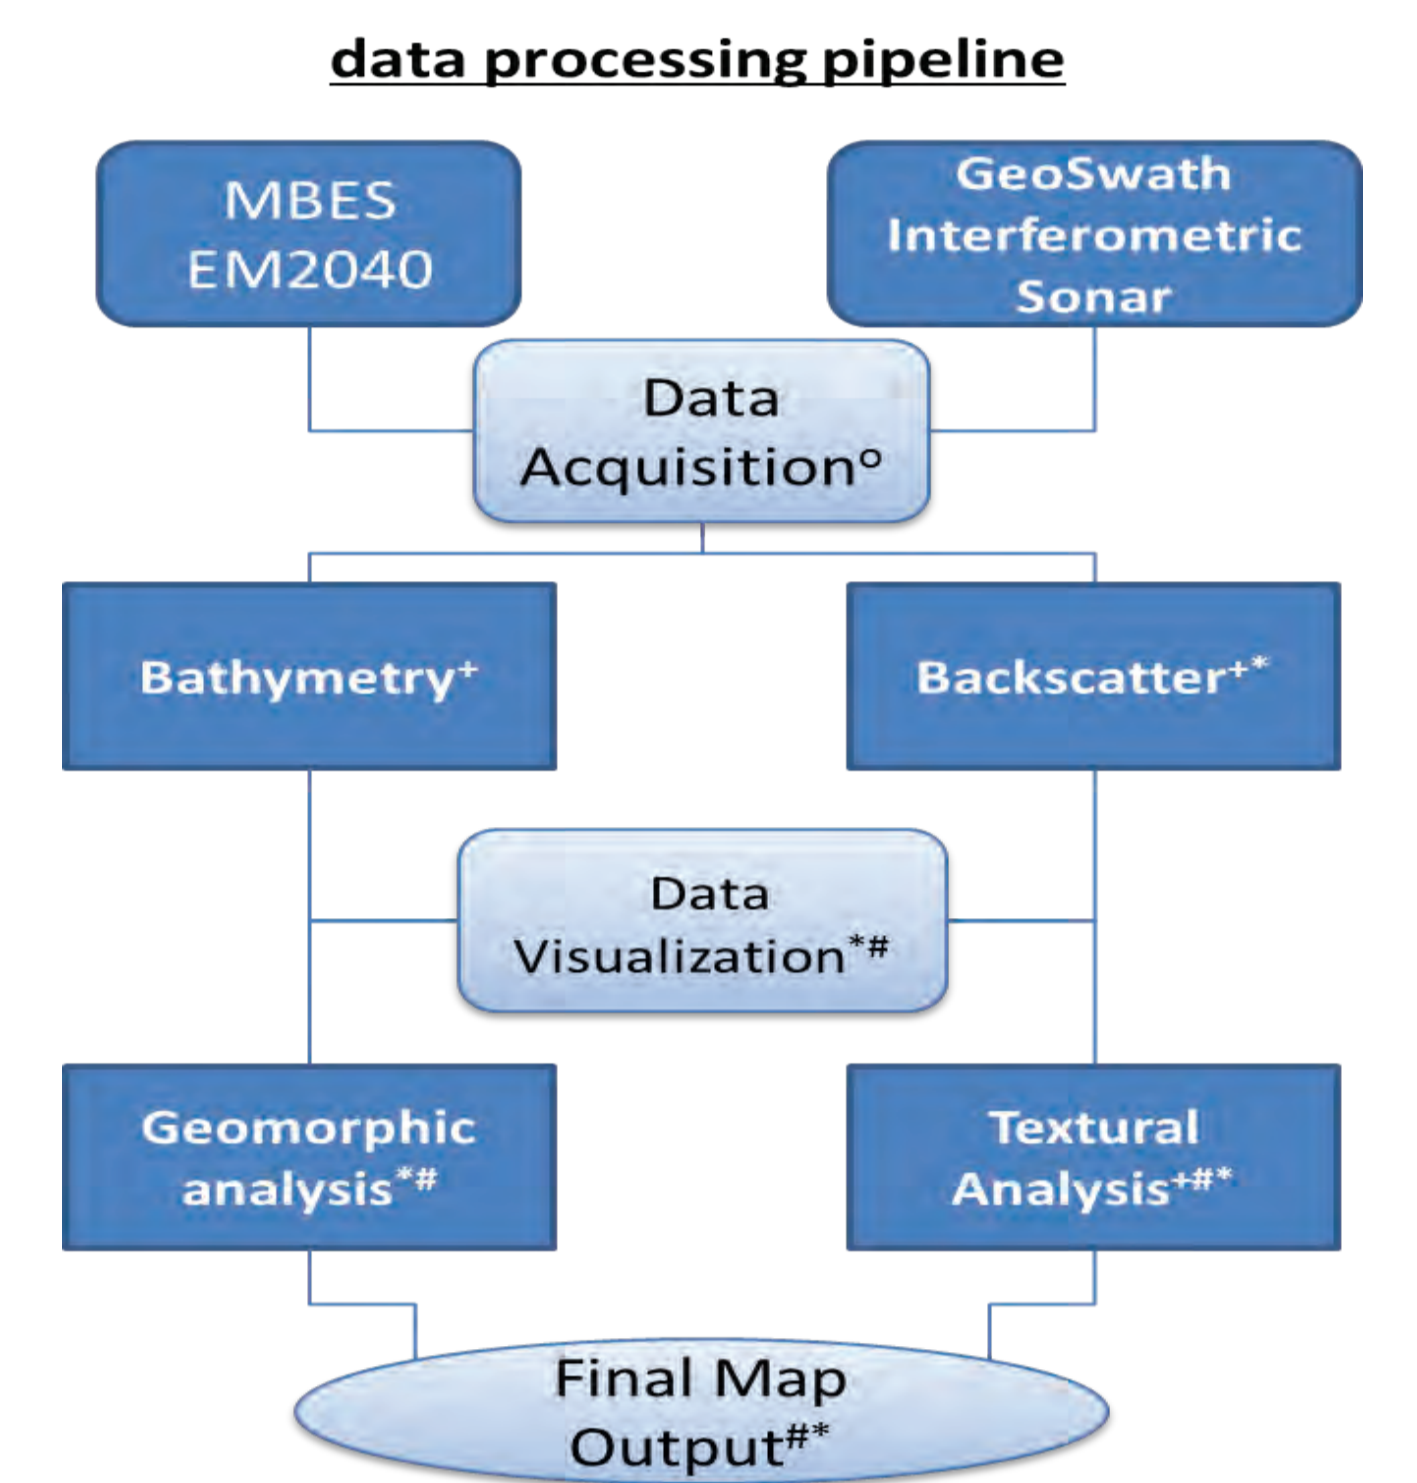 data processing pipeline
MBES
EM2040
GeoSwath
Interferometric
Sonar
Data
Acquisitionº
Bathymetry⁺
Backscatter⁺*
Data
Visualization*#
Geomorphic
analysis*#
Textural
Analysis⁺#*
Final Map
Output#*